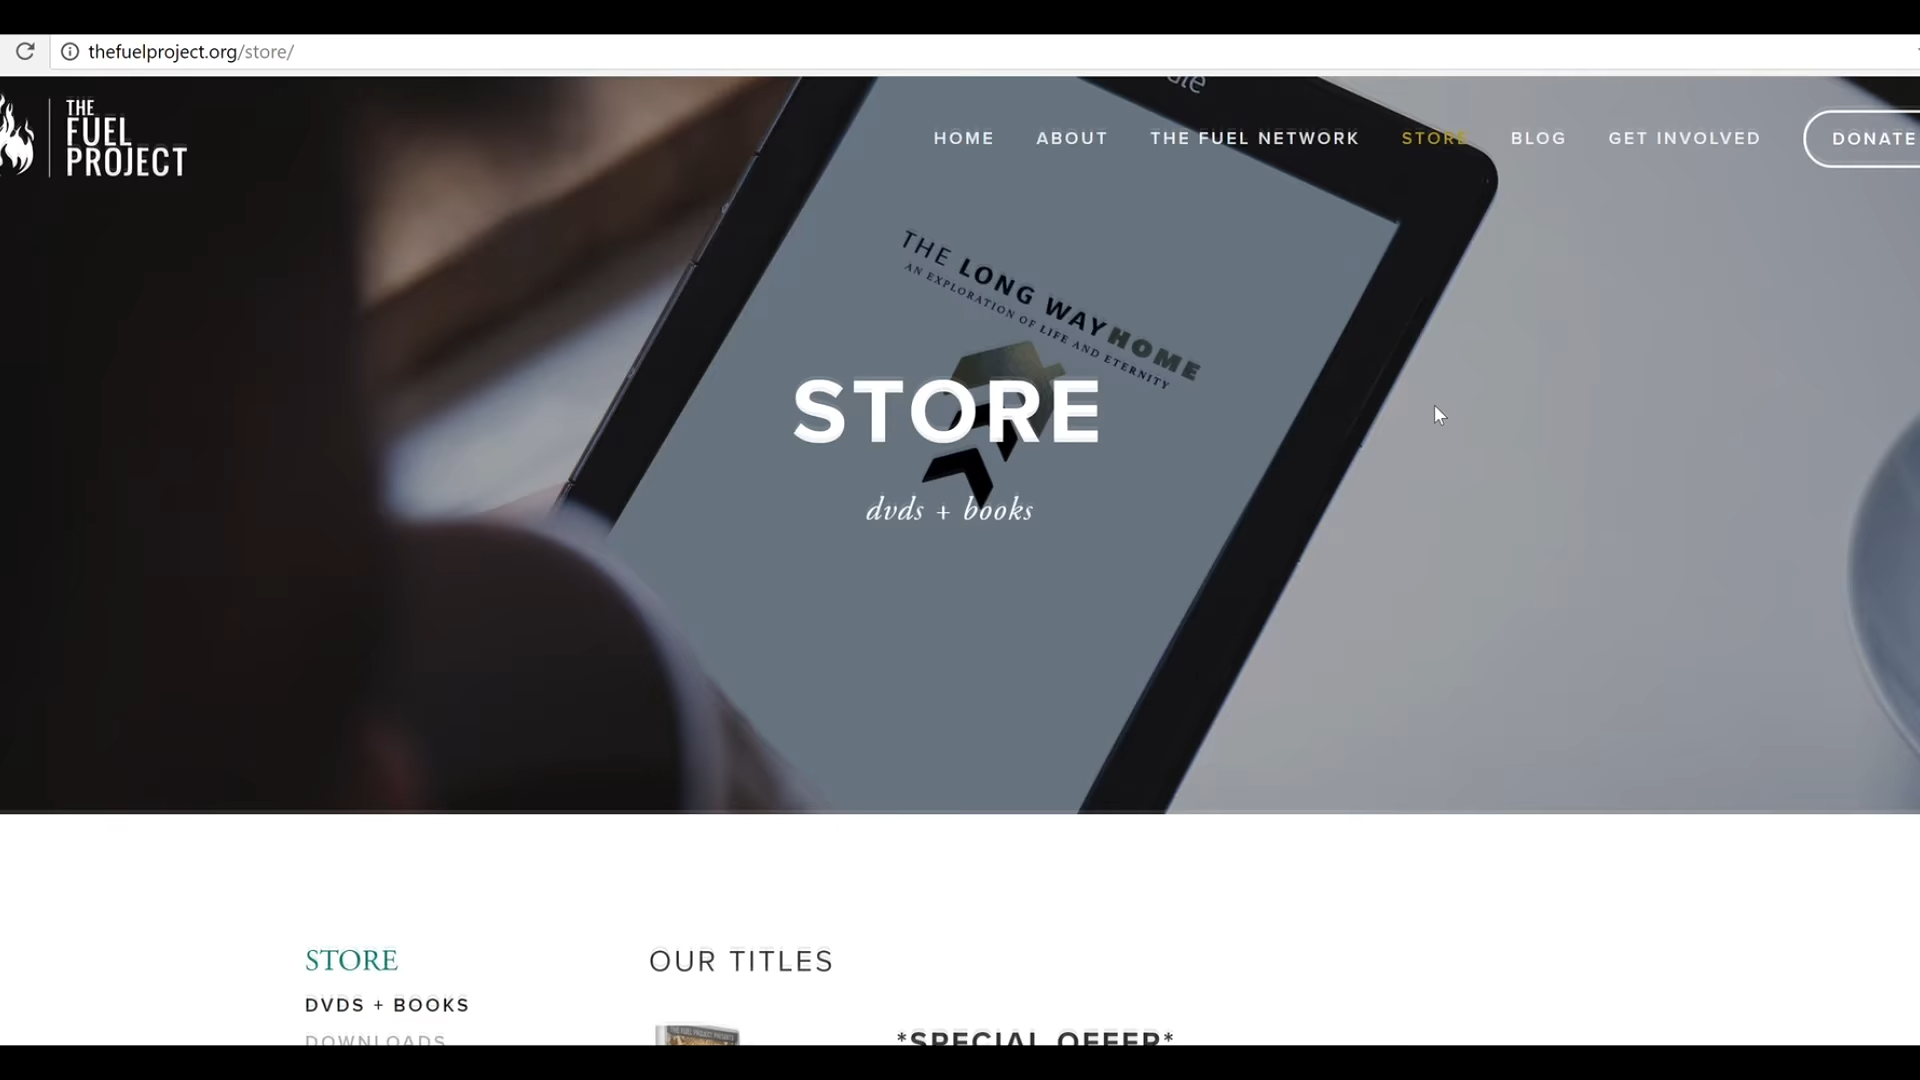 thefuelproject.org/store/
THE
FUEL
PROJECT
HOME ABOUT THE FUEL NETWORK STORE BLOG GET INVOLVED DONATE
THE LONG WAY HOME
AN EXPLORATION OF LIFE AND ETERNITY
STORE
dvds + books
STORE
DVDS + BOOKS
DOWNLOADS
OUR TITLES
*SPECIAL OFFER*